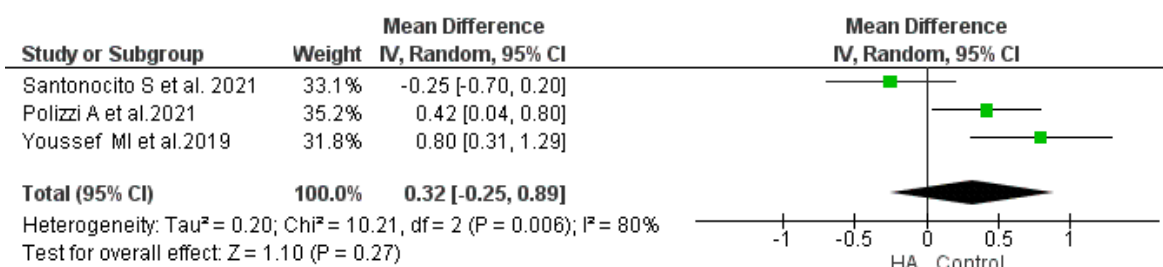 Mean Difference Mean Difference
Study or Subgroup Weight IV, Random, 95% CI IV, Random, 95% CI
Santonocito S et al. 2021 33.1% -0.25 [-0.70, 0.20]
Polizzi A et al.2021 35.2% 0.42 [0.04, 0.80]
Youssef MI et al.2019 31.8% 0.80 [0.31, 1.29]
Total (95% CI) 100.0% 0.32 [-0.25, 0.89]
Heterogeneity: Tau² = 0.20; Chi² = 10.21, df = 2 (P = 0.006); I² = 80%
Test for overall effect: Z = 1.10 (P = 0.27)
-1 -0.5 0 0.5 1
HA Control